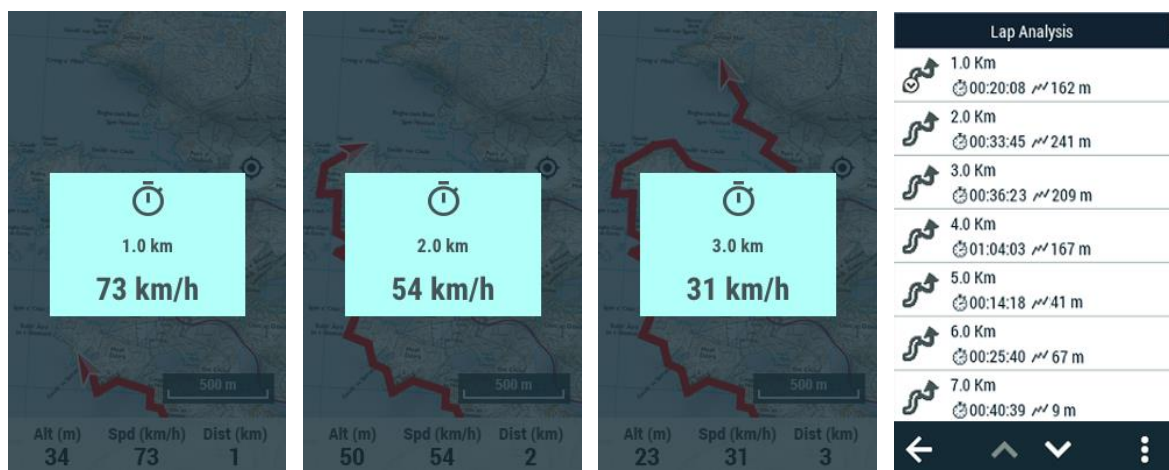 1.0 km
73 km/h
500 m
Alt (m) Spd (km/h) Dist (km)
34 73 1
2.0 km
54 km/h
500 m
Alt (m) Spd (km/h) Dist (km)
50 54 2
3.0 km
31 km/h
500 m
Alt (m) Spd (km/h) Dist (km)
23 31 3
Lap Analysis
1.0 Km
00:20:08 162 m
2.0 Km
00:33:45 241 m
3.0 Km
00:36:23 209 m
4.0 Km
01:04:03 167 m
5.0 Km
00:14:18 41 m
6.0 Km
00:25:40 67 m
7.0 Km
00:40:39 9 m